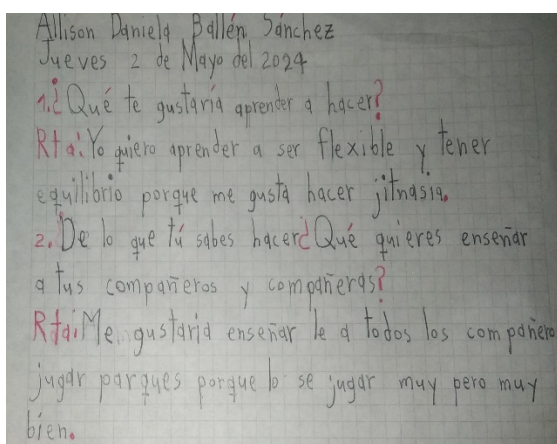 Allison Daniela Ballén Sánchez
Jueves 2 de Mayo del 2024
1.¿Qué te gustaría aprender a hacer?
Rta: Yo quiero aprender a ser flexible y tener
equilibrio porque me gusta hacer jitnasia.
2. De lo que tú sabes hacer¿Qué quieres enseñar
a tus compañeros y compañeras?
Rta: Me gustaria enseñar le a todos los compañero
jugar parques porque lo se jugar muy pero muy
bien.